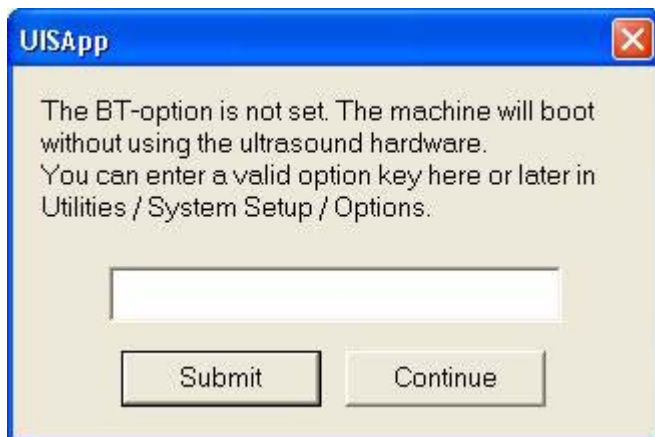 UISApp
The BT-option is not set. The machine will boot
without using the ultrasound hardware.
You can enter a valid option key here or later in
Utilities / System Setup / Options.
Submit
Continue